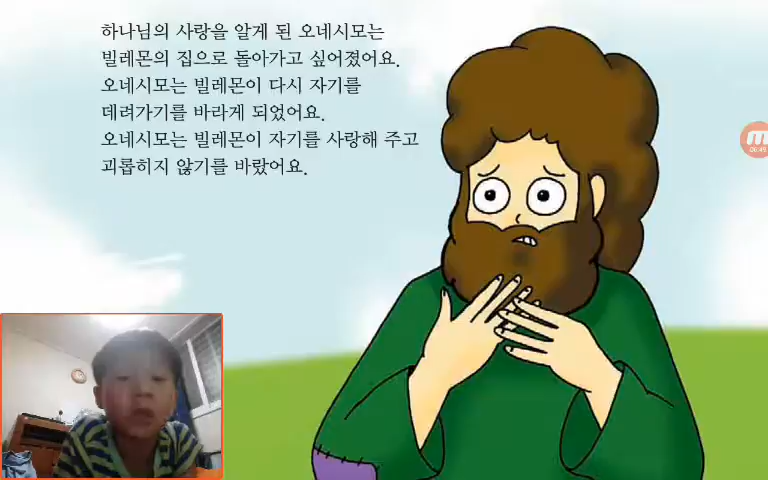 하나님의 사랑을 알게 된 오네시모는
빌레몬의 집으로 돌아가고 싶어졌어요.
오네시모는 빌레몬이 다시 자기를
데려가기를 바라게 되었어요.
오네시모는 빌레몬이 자기를 사랑해 주고
괴롭히지 않기를 바랐어요.